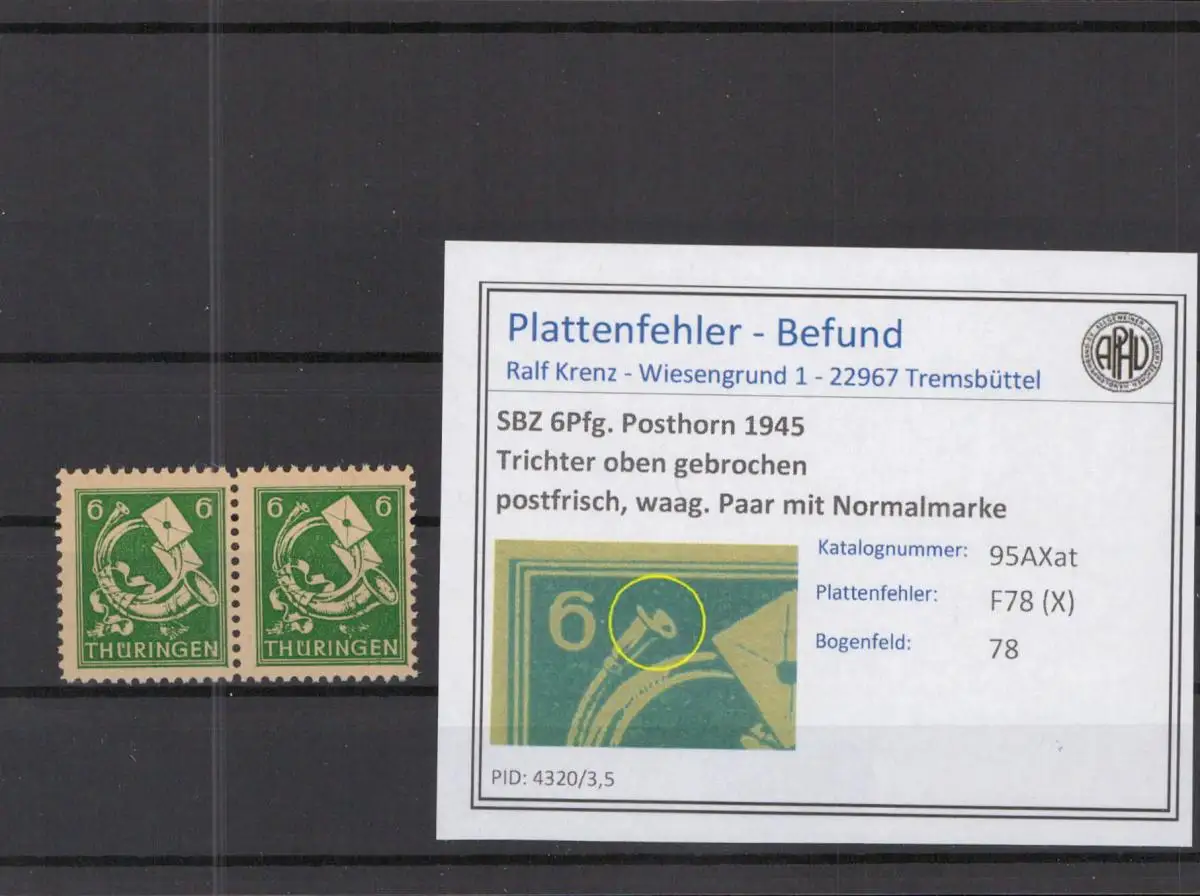 6 6 6 6
THÜRINGEN THÜRINGEN
Plattenfehler - Befund
Ralf Krenz - Wiesengrund 1 - 22967 Tremsbüttel
APHV
SBZ 6Pfg. Posthorn 1945
Trichter oben gebrochen
postfrisch, waag. Paar mit Normalmarke
6
Katalognummer: 95AXat
Plattenfehler: F78 (X)
Bogenfeld: 78
PID: 4320/3,5